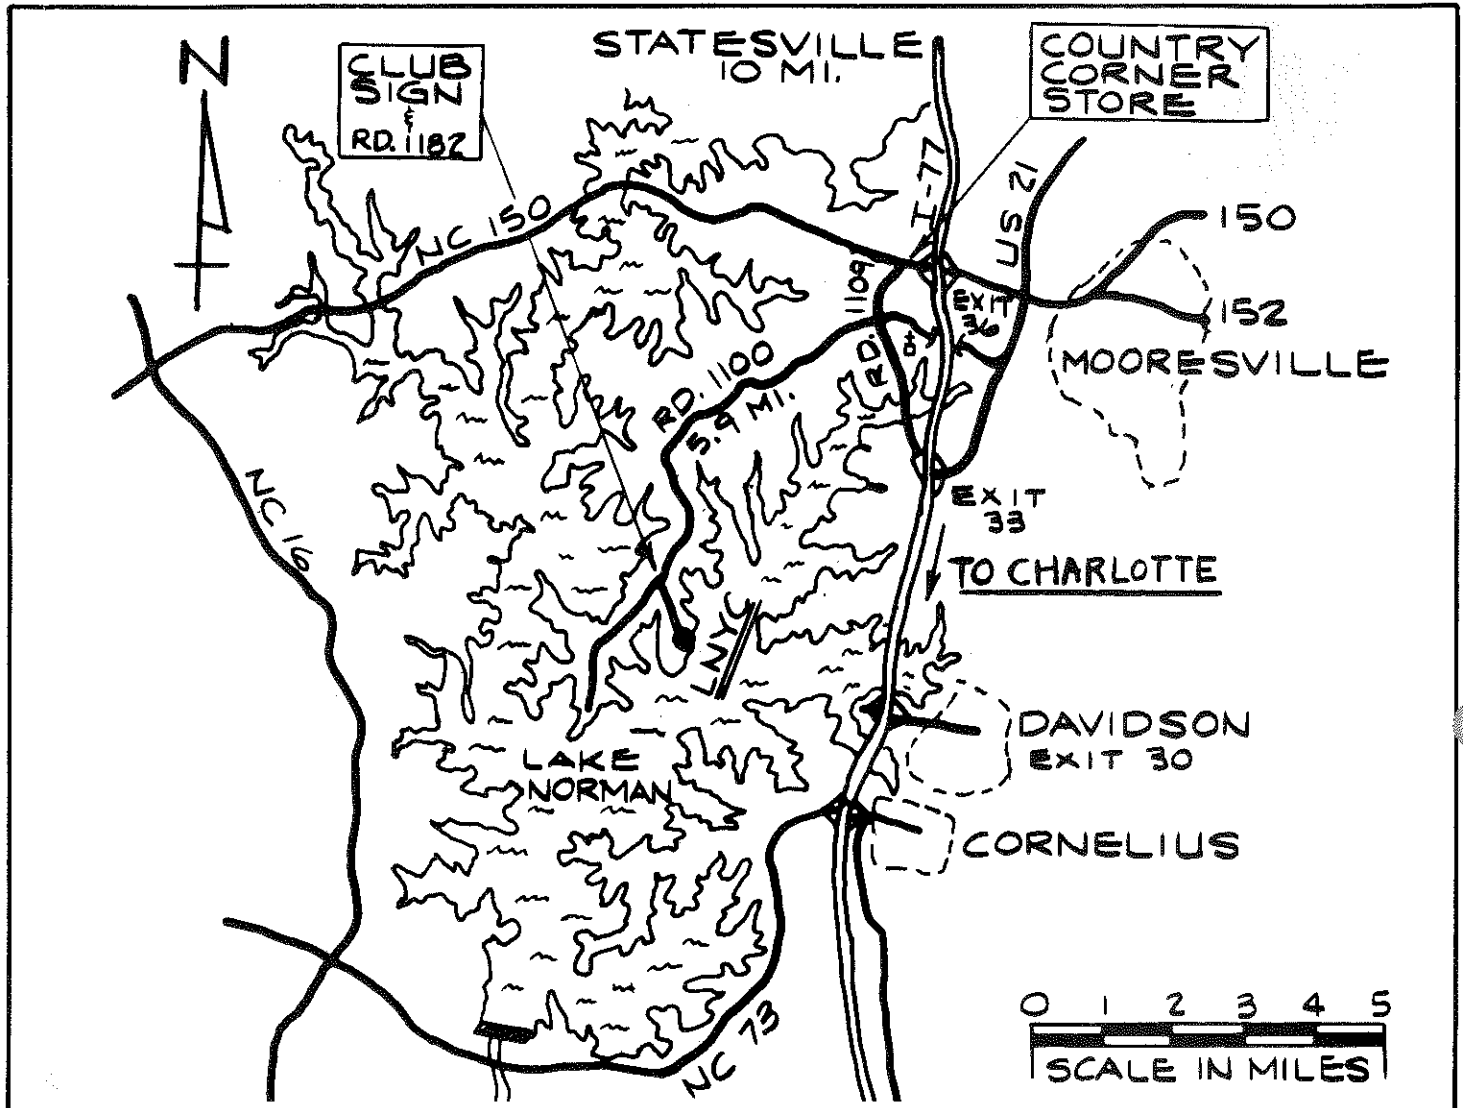 N
CLUB
SIGN
&
RD. 1182
STATESVILLE
10 MI.
COUNTRY
CORNER
STORE
I-77
US 21
NC 150
150
152
1109
RD.
EXIT
36
MOORESVILLE
RD. 1100
5.9 MI.
NC 16
EXIT
33
TO CHARLOTTE
LNYC
DAVIDSON
EXIT 30
LAKE
NORMAN
CORNELIUS
NC 73
0 1 2 3 4 5
SCALE IN MILES